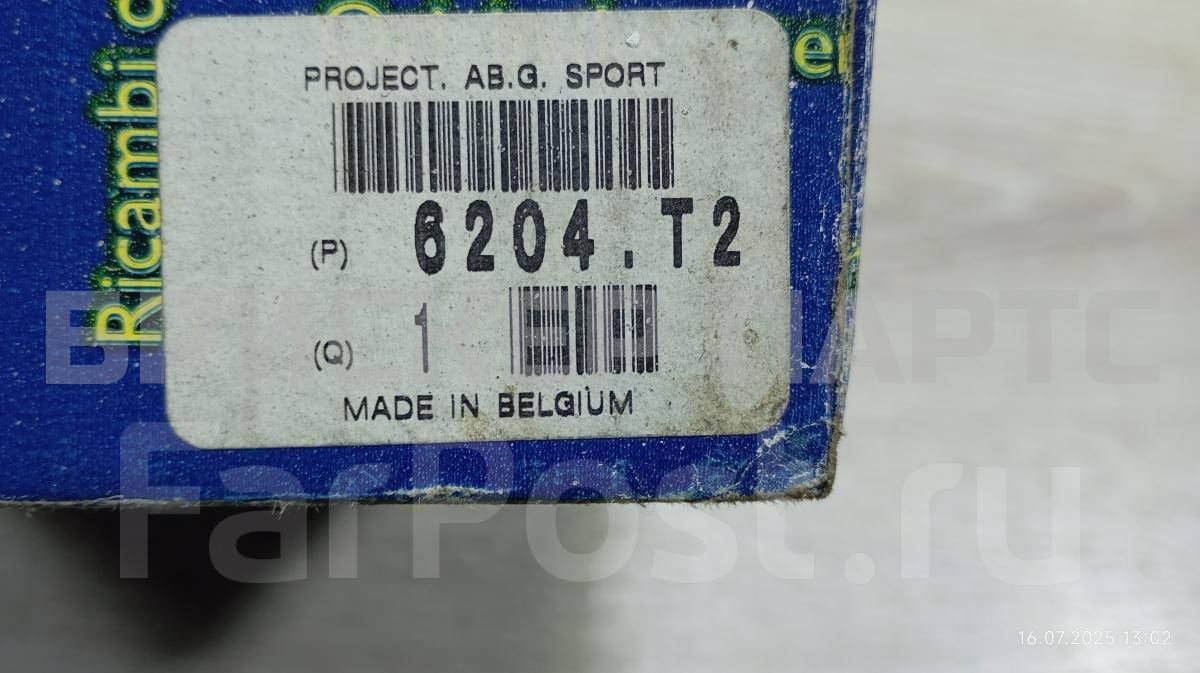 Ricambi
PROJECT. AB.G. SPORT
(P) 6204.T2
(Q) 1
MADE IN BELGIUM
FarPost.ru
16.07.2025 13:02